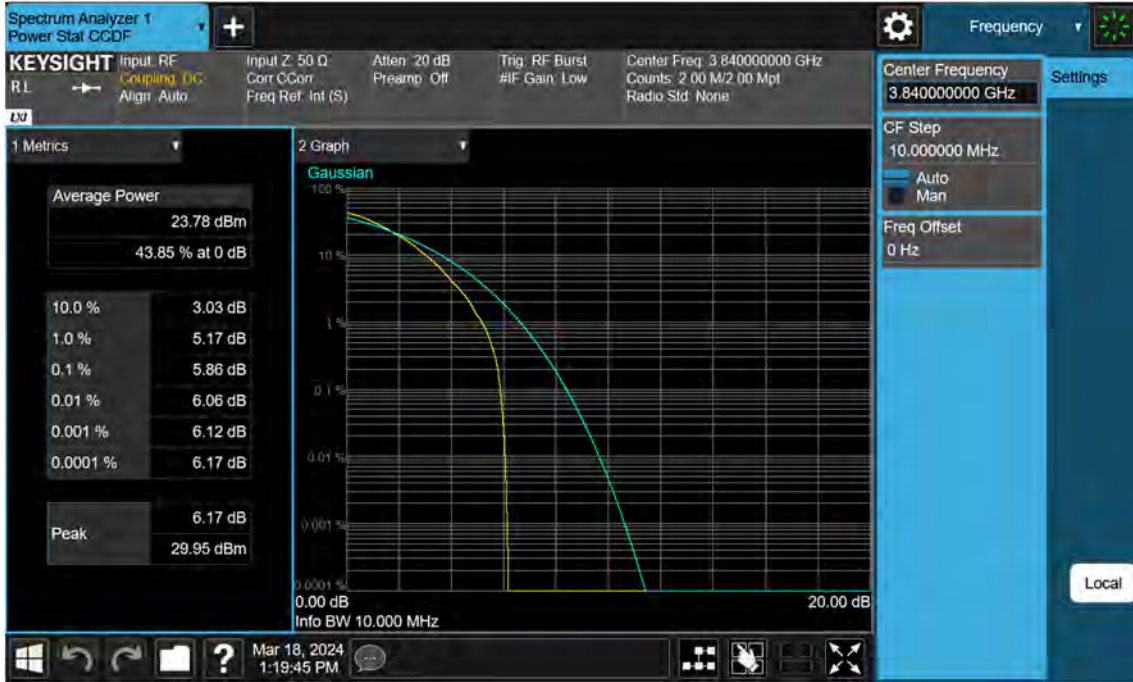 Spectrum Analyzer 1
Power Stat CCDF
Frequency
KEYSIGHT
R L
LXI
Input: RF
Coupling: DC
Align: Auto
Input Z: 50 Ω
Corr CCorr
Freq Ref: Int (S)
Atten: 20 dB
Preamp: Off
Trig: RF Burst
#IF Gain: Low
Center Freq: 3.840000000 GHz
Counts: 2.00 M/2.00 Mpt
Radio Std: None
Center Frequency
3.840000000 GHz
Settings
CF Step
10.000000 MHz
Auto
Man
Freq Offset
0 Hz
1 Metrics
Average Power
23.78 dBm
43.85 % at 0 dB
10.0 % 3.03 dB
1.0 % 5.17 dB
0.1 % 5.86 dB
0.01 % 6.06 dB
0.001 % 6.12 dB
0.0001 % 6.17 dB
Peak
6.17 dB
29.95 dBm
2 Graph
Gaussian
100 %
10 %
1 %
0.1 %
0.01 %
0.001 %
0.0001 %
0.00 dB 20.00 dB
Info BW 10.000 MHz
Local
Mar 18, 2024
1:19:45 PM